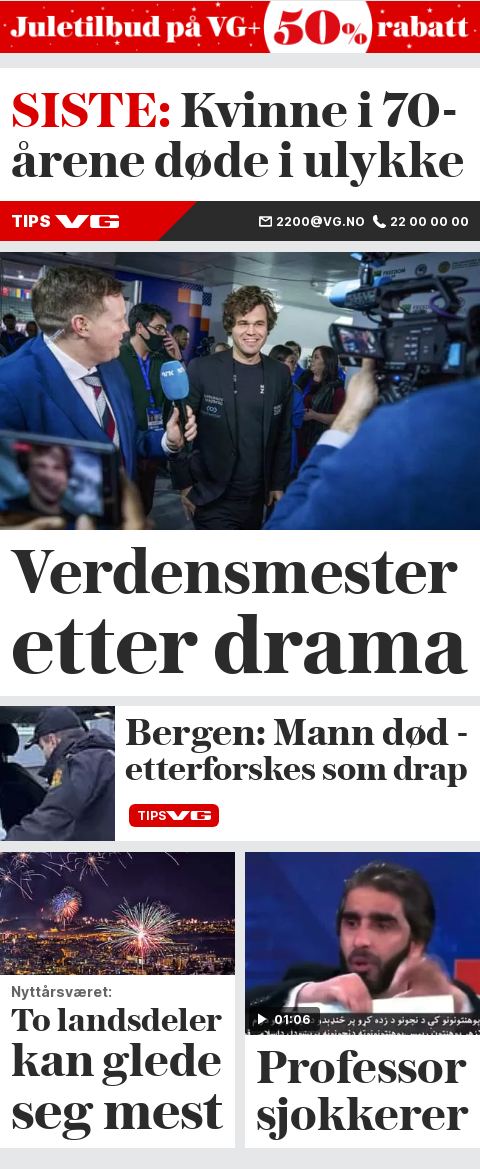 Juletilbud på VG+ 50% rabatt
SISTE: Kvinne i 70-
årene døde i ulykke
TIPS VG 2200@VG.NO 22 00 00 00
NRK
Verdensmester
etter drama
Bergen: Mann død -
etterforskes som drap
TIPS VG
Nyttårsværet:
To landsdeler
kan glede
seg mest
01:06
Professor
sjokkerer